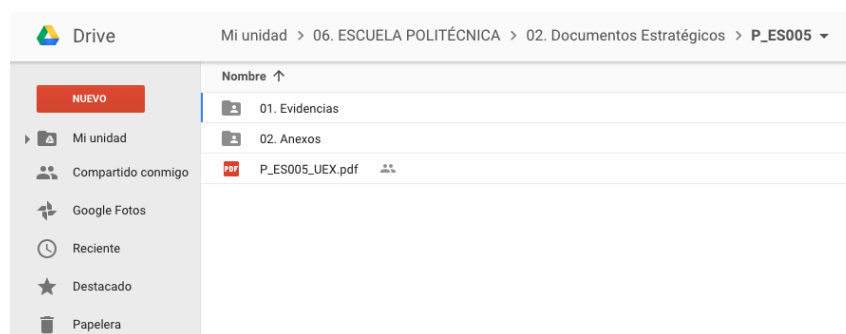 Drive
Mi unidad > 06. ESCUELA POLITÉCNICA > 02. Documentos Estratégicos > P_ES005
NUEVO
Mi unidad
Compartido conmigo
Google Fotos
Reciente
Destacado
Papelera
Nombre ↑
01. Evidencias
02. Anexos
PDF P_ES005_UEX.pdf